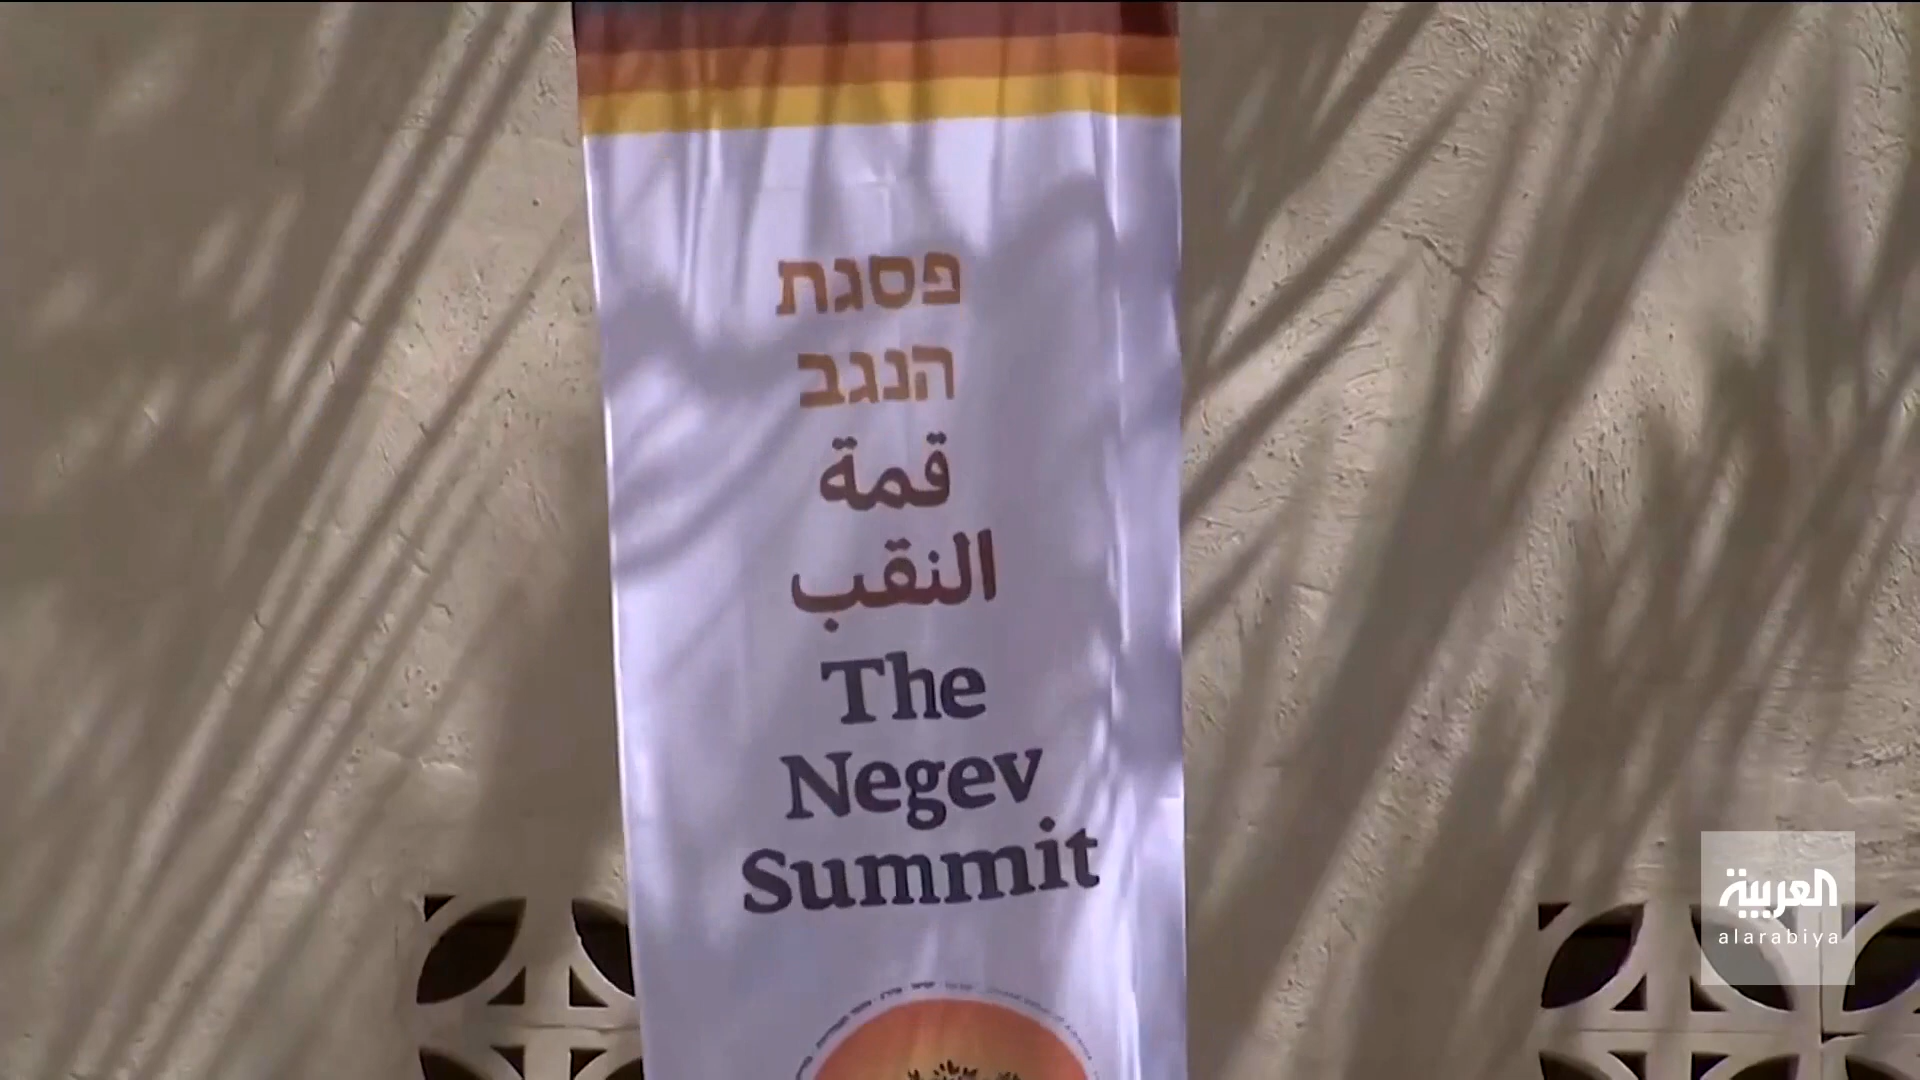 פסגת
הנגב
قمة
النقب
The
Negev
Summit
العربية
alarabiya